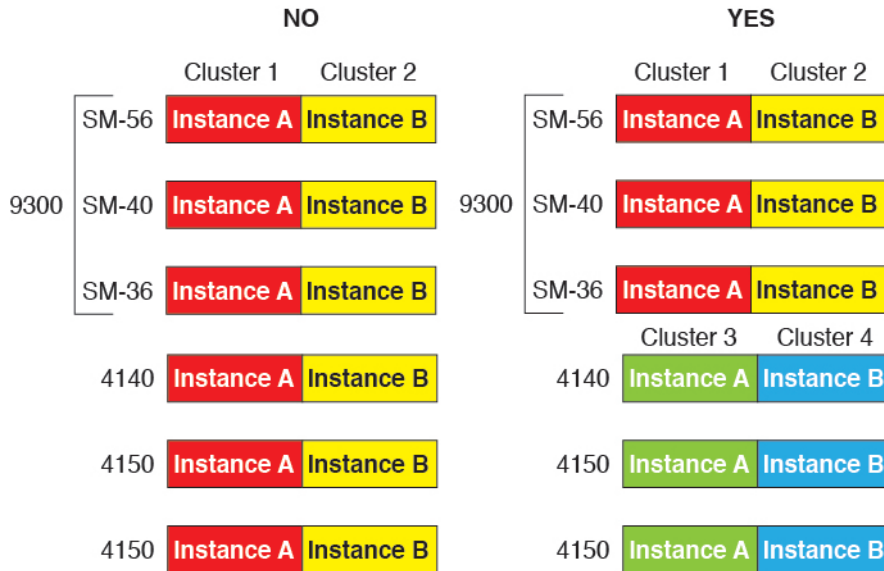 NO YES
Cluster 1 Cluster 2 Cluster 1 Cluster 2
SM-56 Instance A Instance B SM-56 Instance A Instance B
9300 SM-40 Instance A Instance B 9300 SM-40 Instance A Instance B
SM-36 Instance A Instance B SM-36 Instance A Instance B
Cluster 3 Cluster 4
4140 Instance A Instance B 4140 Instance A Instance B
4150 Instance A Instance B 4150 Instance A Instance B
4150 Instance A Instance B 4150 Instance A Instance B